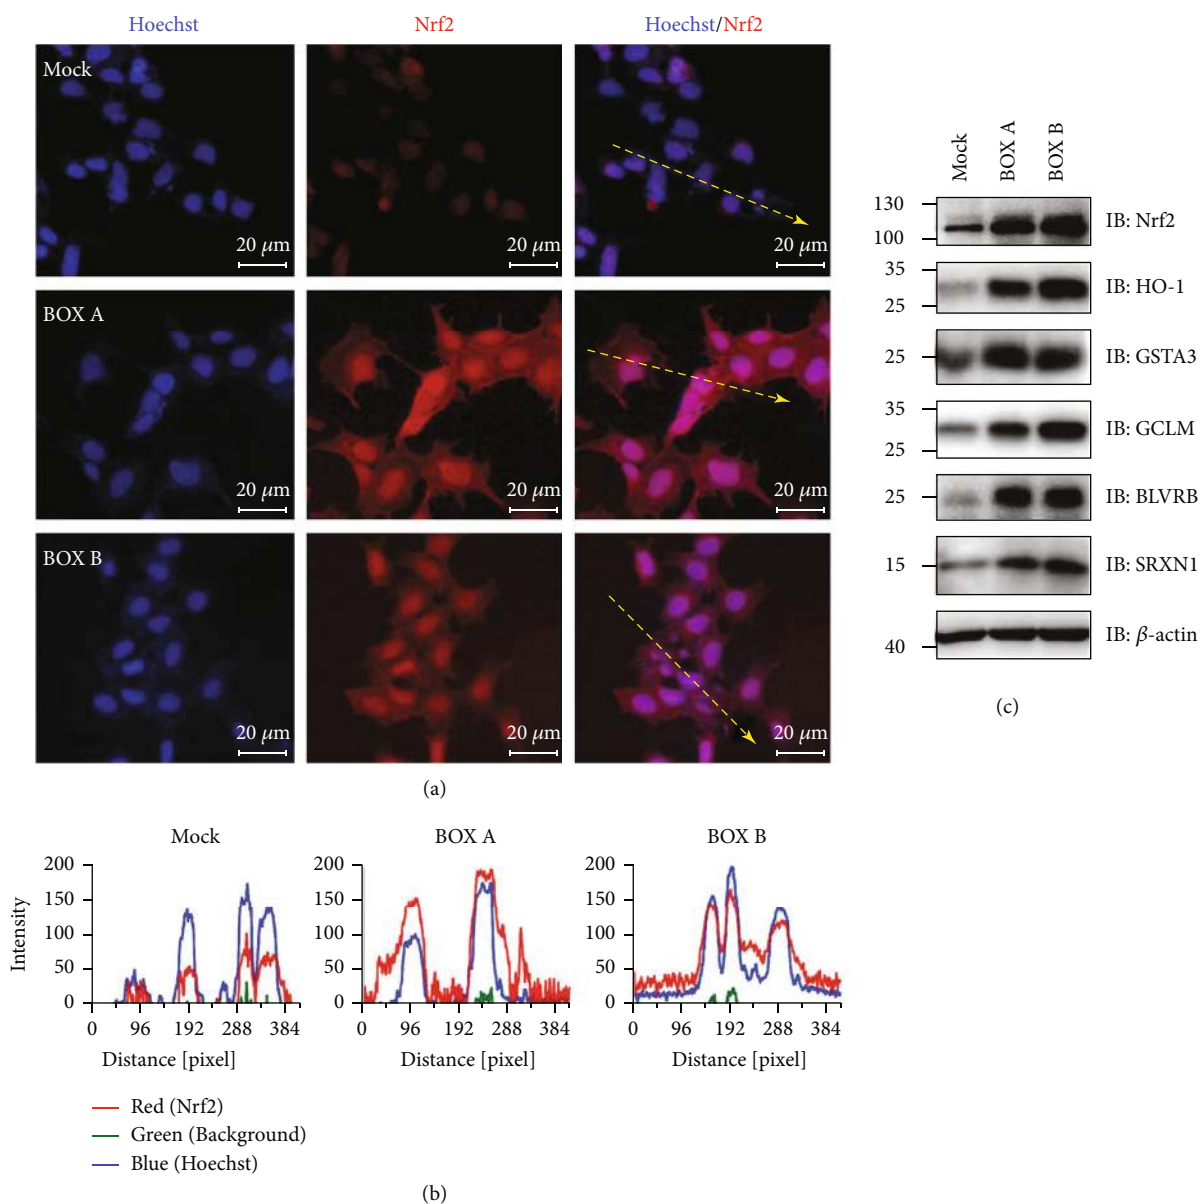 Hoechst
Nrf2
Hoechst/Nrf2
Mock
20 μm
20 μm
20 μm
BOX A
20 μm
20 μm
20 μm
BOX B
20 μm
20 μm
20 μm
(a)
Mock
BOX A
BOX B
130
100
IB: Nrf2
35
25
IB: HO-1
25
IB: GSTA3
35
25
IB: GCLM
25
IB: BLVRB
15
IB: SRXN1
40
IB: β-actin
(c)
Mock
Intensity
200
150
100
50
0
0 96 192 288 384
Distance [pixel]
BOX A
200
150
100
50
0
0 96 192 288 384
Distance [pixel]
BOX B
200
150
100
50
0
0 96 192 288 384
Distance [pixel]
Red (Nrf2)
Green (Background)
Blue (Hoechst)
(b)